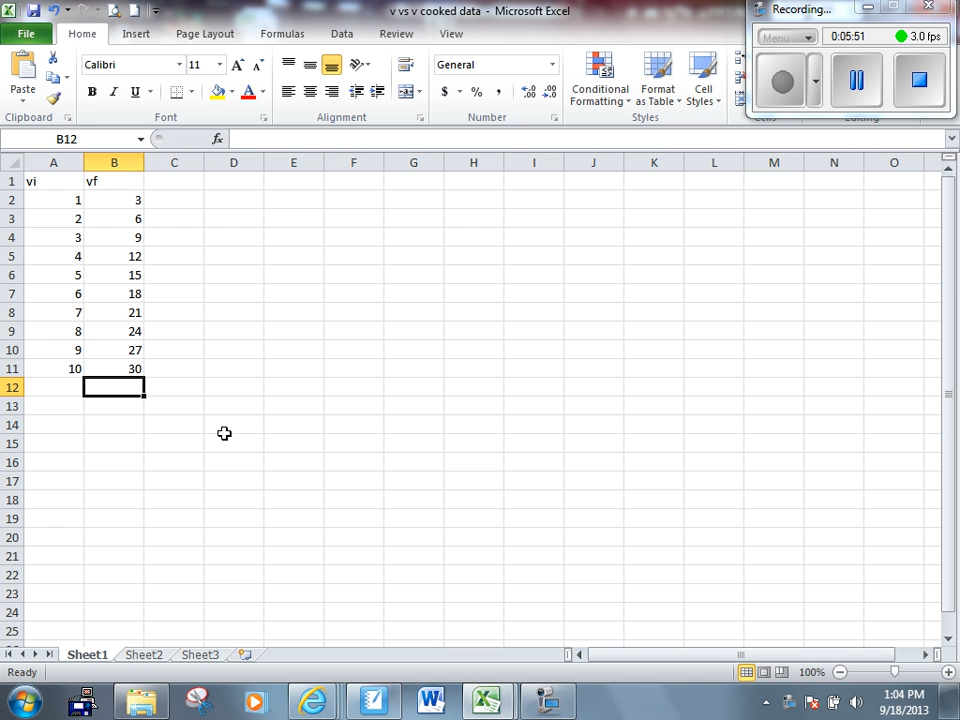 v vs v cooked data - Microsoft Excel
Recording...
File Home Insert Page Layout Formulas Data Review View
Menu 0:05:51 3.0 fps
Paste Calibri 11 General Conditional Formatting Format as Table Cell Styles
B I U A $ % ,
Clipboard Font Alignment Number Styles Cells Editing
B12 fx
A B C D E F G H I J K L M N O
1 vi vf
2 1 3
3 2 6
4 3 9
5 4 12
6 5 15
7 6 18
8 7 21
9 8 24
10 9 27
11 10 30
12
13
14
15
16
17
18
19
20
21
22
23
24
25
Sheet1 Sheet2 Sheet3
Ready 100%
1:04 PM
9/18/2013